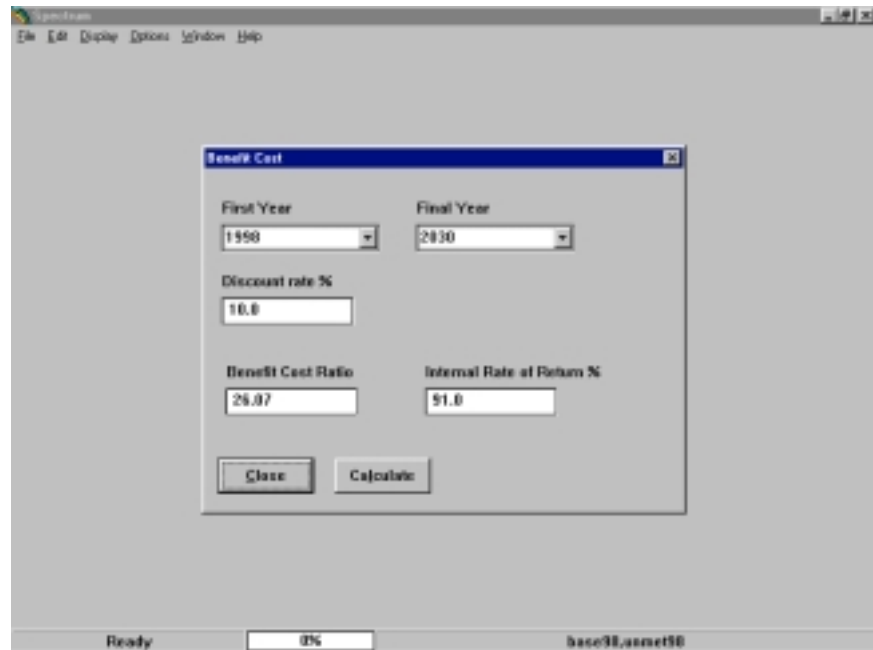 Spectrum
File Edit Display Options Window Help
Benefit Cost
First Year Final Year
1998 2030
Discount rate %
10.0
Benefit Cost Ratio Internal Rate of Return %
26.07 91.0
Close Calculate
Ready 0% base98,unmet98